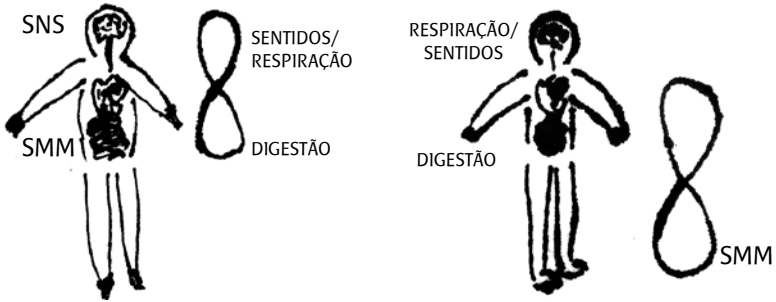 SNS
SENTIDOS/
RESPIRAÇÃO
SMM
DIGESTÃO
RESPIRAÇÃO/
SENTIDOS
DIGESTÃO
SMM